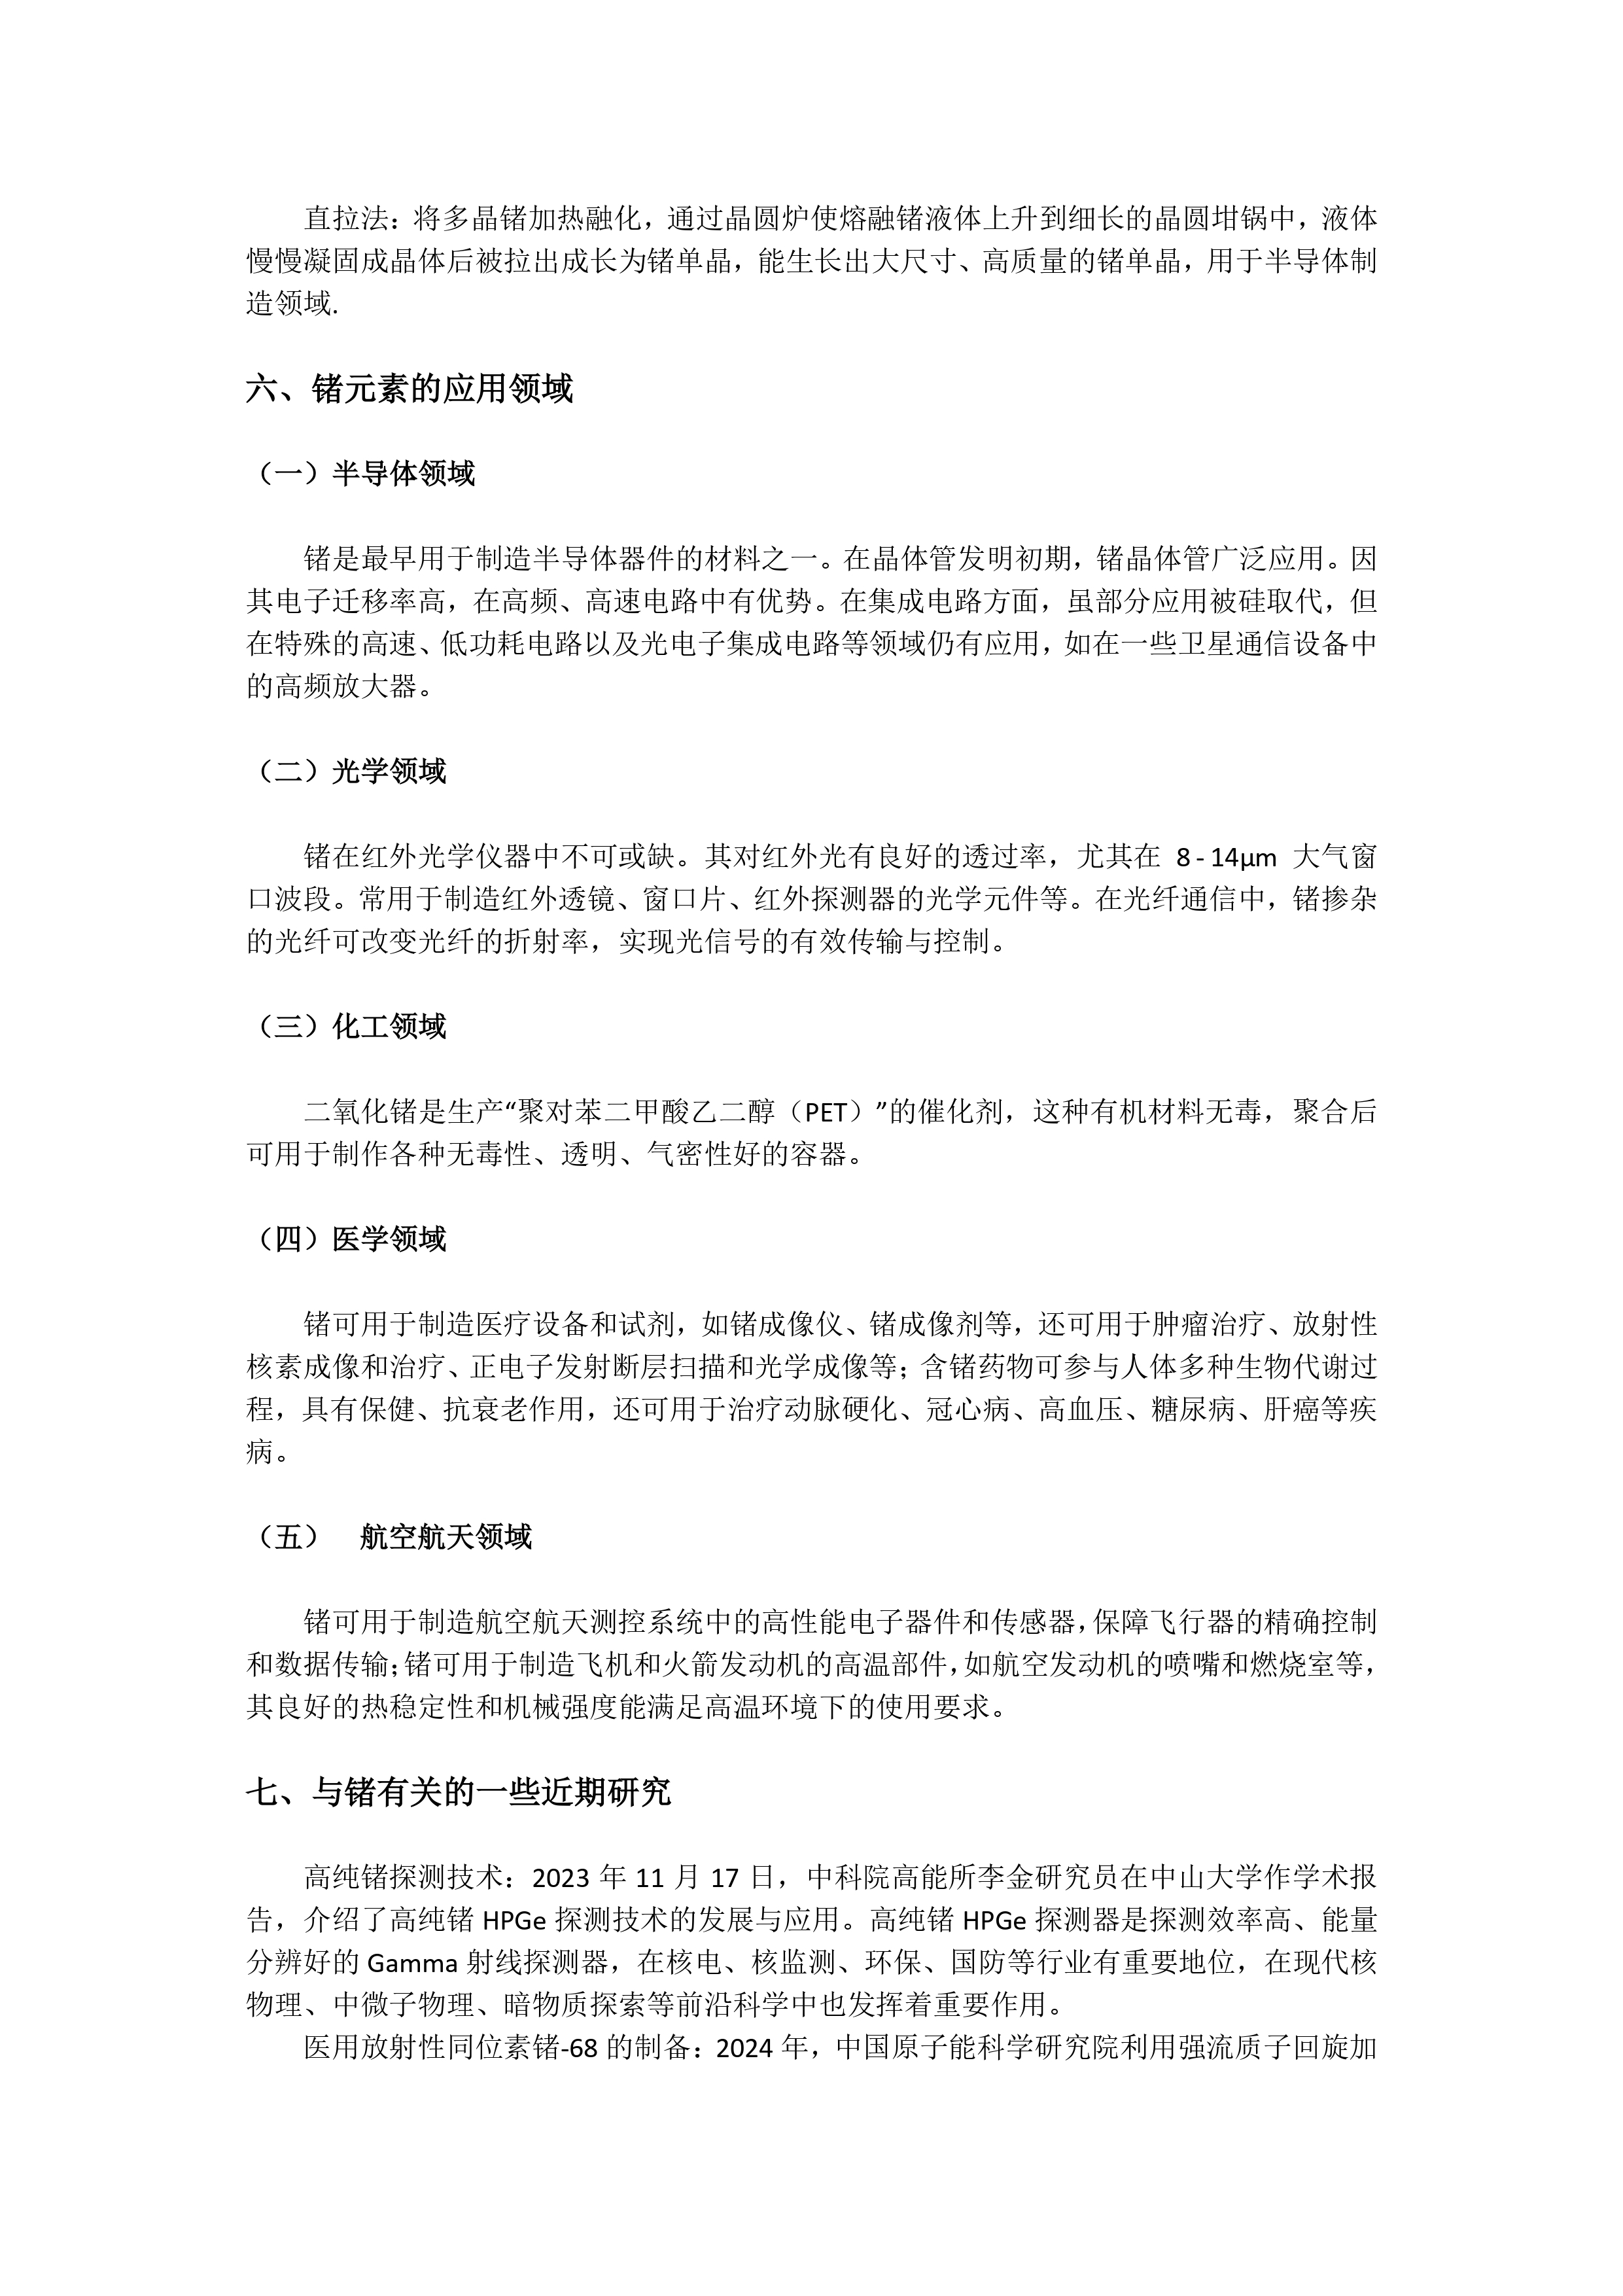 直拉法：将多晶锗加热融化，通过晶圆炉使熔融锗液体上升到细长的晶圆坩锅中，液体
慢慢凝固成晶体后被拉出成长为锗单晶，能生长出大尺寸、高质量的锗单晶，用于半导体制
造领域.
六、锗元素的应用领域
（一）半导体领域
锗是最早用于制造半导体器件的材料之一。在晶体管发明初期，锗晶体管广泛应用。因
其电子迁移率高，在高频、高速电路中有优势。在集成电路方面，虽部分应用被硅取代，但
在特殊的高速、低功耗电路以及光电子集成电路等领域仍有应用，如在一些卫星通信设备中
的高频放大器。
（二）光学领域
锗在红外光学仪器中不可或缺。其对红外光有良好的透过率，尤其在 8 - 14μm 大气窗
口波段。常用于制造红外透镜、窗口片、红外探测器的光学元件等。在光纤通信中，锗掺杂
的光纤可改变光纤的折射率，实现光信号的有效传输与控制。
（三）化工领域
二氧化锗是生产“聚对苯二甲酸乙二醇（PET）”的催化剂，这种有机材料无毒，聚合后
可用于制作各种无毒性、透明、气密性好的容器。
（四）医学领域
锗可用于制造医疗设备和试剂，如锗成像仪、锗成像剂等，还可用于肿瘤治疗、放射性
核素成像和治疗、正电子发射断层扫描和光学成像等；含锗药物可参与人体多种生物代谢过
程，具有保健、抗衰老作用，还可用于治疗动脉硬化、冠心病、高血压、糖尿病、肝癌等疾
病。
（五）　航空航天领域
锗可用于制造航空航天测控系统中的高性能电子器件和传感器，保障飞行器的精确控制
和数据传输；锗可用于制造飞机和火箭发动机的高温部件，如航空发动机的喷嘴和燃烧室等，
其良好的热稳定性和机械强度能满足高温环境下的使用要求。
七、与锗有关的一些近期研究
高纯锗探测技术：2023 年 11 月 17 日，中科院高能所李金研究员在中山大学作学术报
告，介绍了高纯锗 HPGe 探测技术的发展与应用。高纯锗 HPGe 探测器是探测效率高、能量
分辨好的 Gamma 射线探测器，在核电、核监测、环保、国防等行业有重要地位，在现代核
物理、中微子物理、暗物质探索等前沿科学中也发挥着重要作用。
医用放射性同位素锗-68 的制备：2024 年，中国原子能科学研究院利用强流质子回旋加